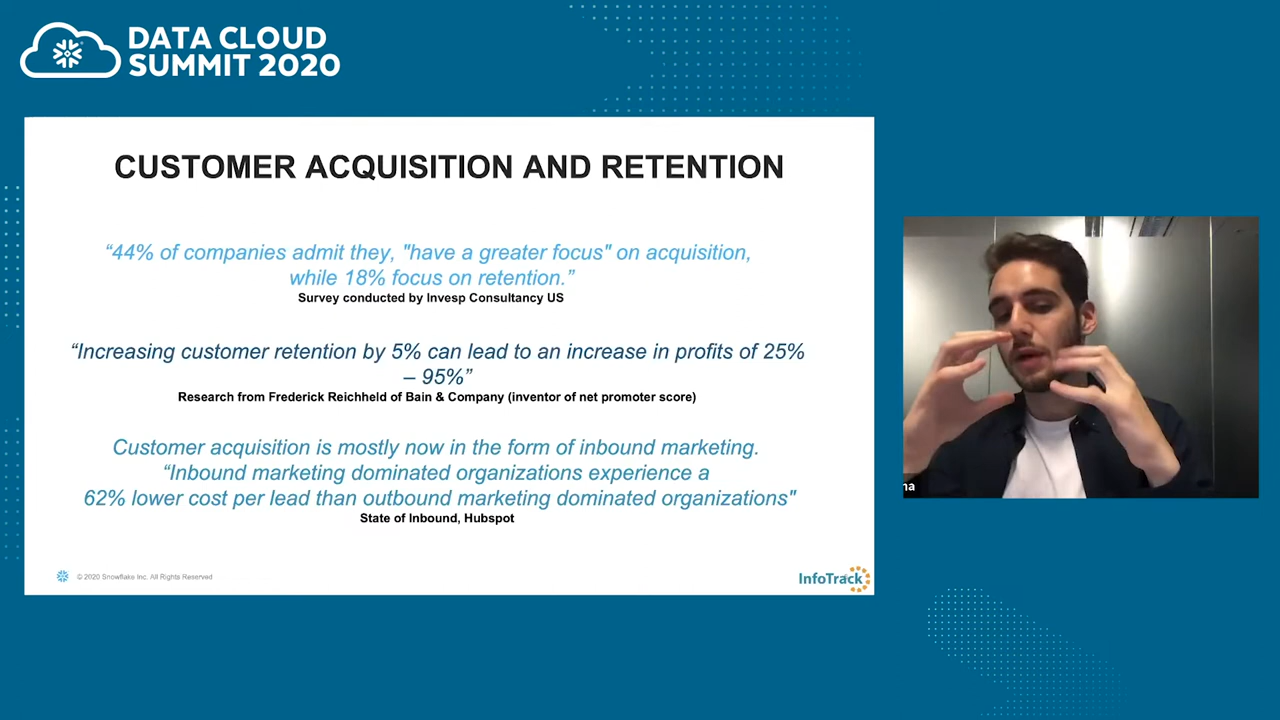 DATA CLOUD
SUMMIT 2020
CUSTOMER ACQUISITION AND RETENTION
“44% of companies admit they, "have a greater focus" on acquisition,
while 18% focus on retention.”
Survey conducted by Invesp Consultancy US
“Increasing customer retention by 5% can lead to an increase in profits of 25%
– 95%”
Research from Frederick Reichheld of Bain & Company (inventor of net promoter score)
Customer acquisition is mostly now in the form of inbound marketing.
“Inbound marketing dominated organizations experience a
62% lower cost per lead than outbound marketing dominated organizations"
State of Inbound, Hubspot
© 2020 Snowflake Inc. All Rights Reserved
InfoTrack
na